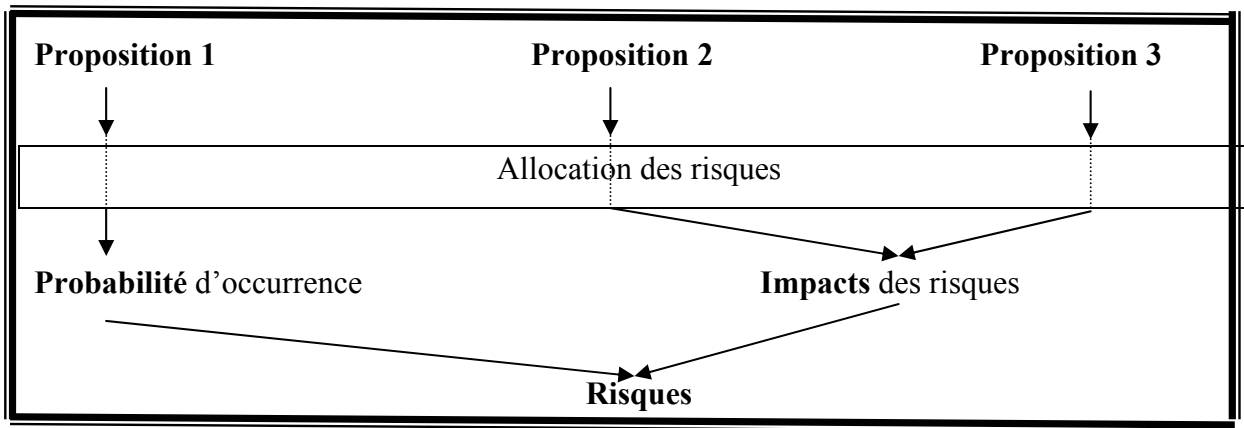 Proposition 1 Proposition 2 Proposition 3
Allocation des risques
Probabilité d’occurrence Impacts des risques
Risques